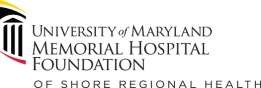 UNIVERSITY of MARYLAND
MEMORIAL HOSPITAL
FOUNDATION
OF SHORE REGIONAL HEALTH